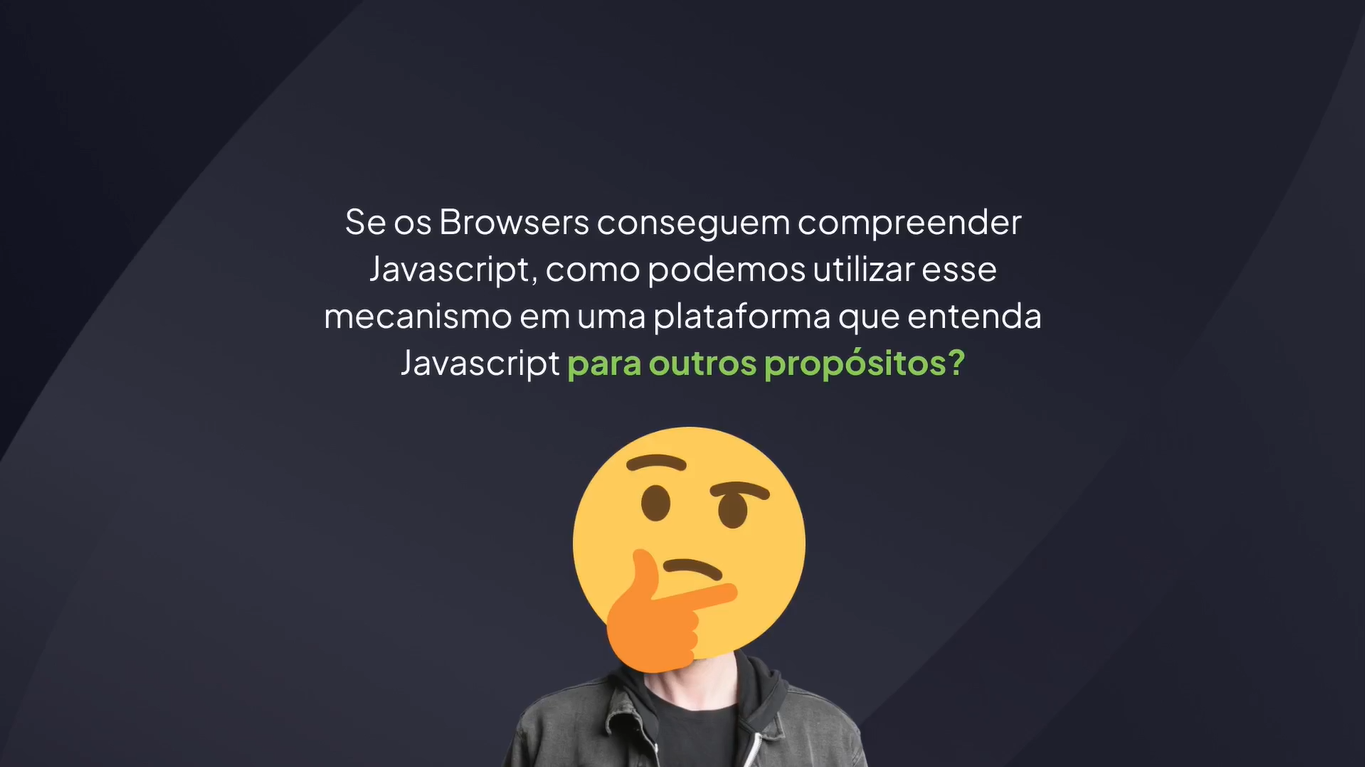 Se os Browsers conseguem compreender
Javascript, como podemos utilizar esse
mecanismo em uma plataforma que entenda
Javascript para outros propósitos?